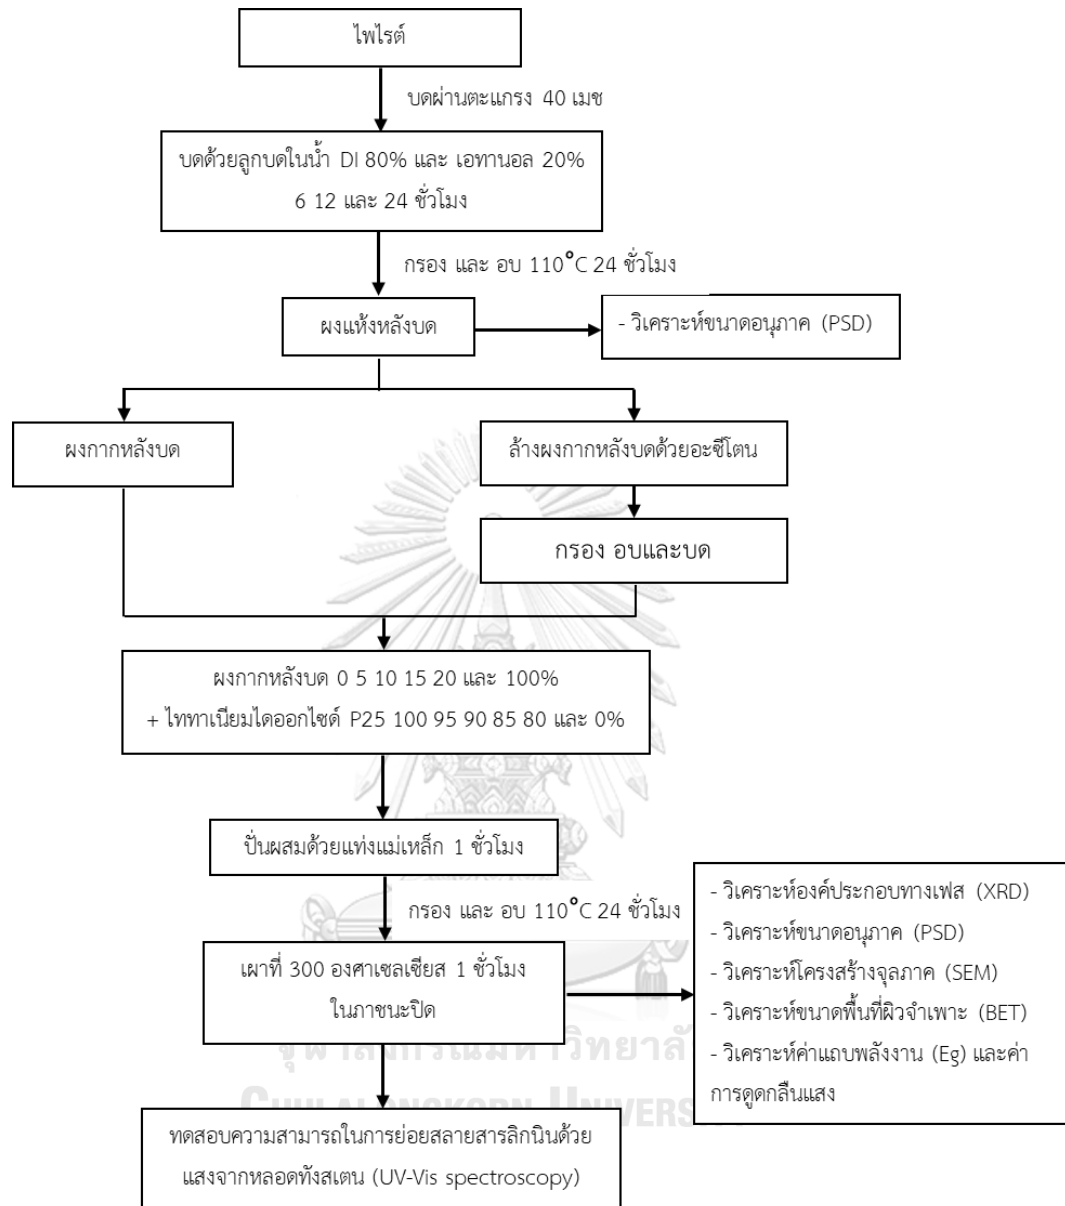 ไพไรต์
บดผ่านตะแกรง 40 เมช
บดด้วยลูกบดในน้ำ DI 80% และ เอทานอล 20%
6 12 และ 24 ชั่วโมง
กรอง และ อบ 110°C 24 ชั่วโมง
ผงแห้งหลังบด
- วิเคราะห์ขนาดอนุภาค (PSD)
ผงกากหลังบด
ล้างผงกากหลังบดด้วยอะซีโตน
กรอง อบและบด
ผงกากหลังบด 0 5 10 15 20 และ 100%
+ ไททาเนียมไดออกไซด์ P25 100 95 90 85 80 และ 0%
ปั่นผสมด้วยแท่งแม่เหล็ก 1 ชั่วโมง
กรอง และ อบ 110°C 24 ชั่วโมง
เผาที่ 300 องศาเซลเซียส 1 ชั่วโมง
ในภาชนะปิด
- วิเคราะห์องค์ประกอบทางเฟส (XRD)
- วิเคราะห์ขนาดอนุภาค (PSD)
- วิเคราะห์โครงสร้างจุลภาค (SEM)
- วิเคราะห์ขนาดพื้นที่ผิวจำเพาะ (BET)
- วิเคราะห์ค่าแถบพลังงาน (Eg) และค่า
การดูดกลืนแสง
ทดสอบความสามารถในการย่อยสลายสารลิกนินด้วย
แสงจากหลอดทังสเตน (UV-Vis spectroscopy)